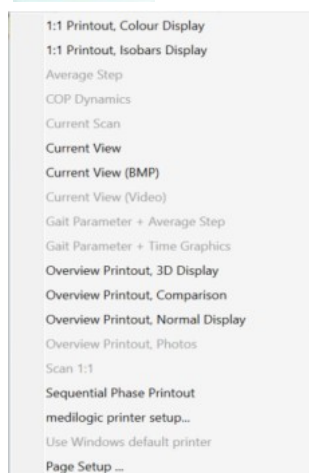 1:1 Printout, Colour Display
1:1 Printout, Isobars Display
Average Step
COP Dynamics
Current Scan
Current View
Current View (BMP)
Current View (Video)
Gait Parameter + Average Step
Gait Parameter + Time Graphics
Overview Printout, 3D Display
Overview Printout, Comparison
Overview Printout, Normal Display
Overview Printout, Photos
Scan 1:1
Sequential Phase Printout
medilogic printer setup...
Use Windows default printer
Page Setup ...